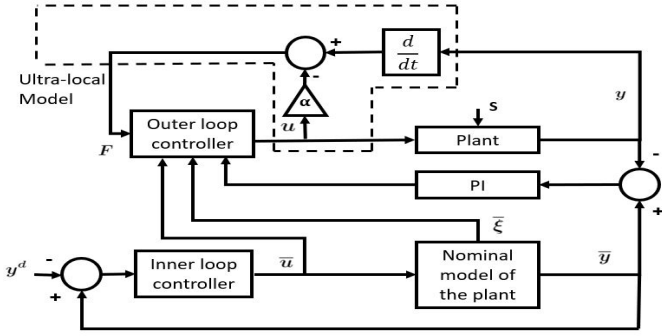 +
d
dt
-
Ultra-local
Model
α
y
F
Outer loop
controller
u
S
Plant
-
PI
+
ξ̅
y^d
-
+
Inner loop
controller
u̅
Nominal
model of
the plant
y̅